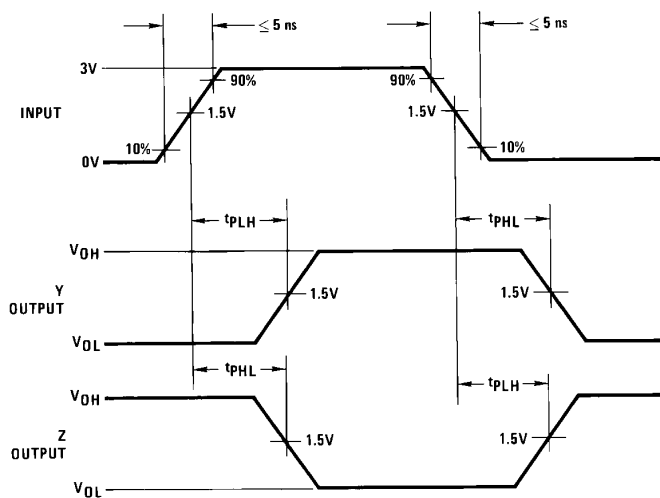 ≤ 5 ns ≤ 5 ns
3V
90% 90%
INPUT 1.5V 1.5V
10% 10%
0V
tPLH tPHL
VOH
Y OUTPUT 1.5V 1.5V
VOL
tPHL tPLH
VOH
Z OUTPUT 1.5V 1.5V
VOL